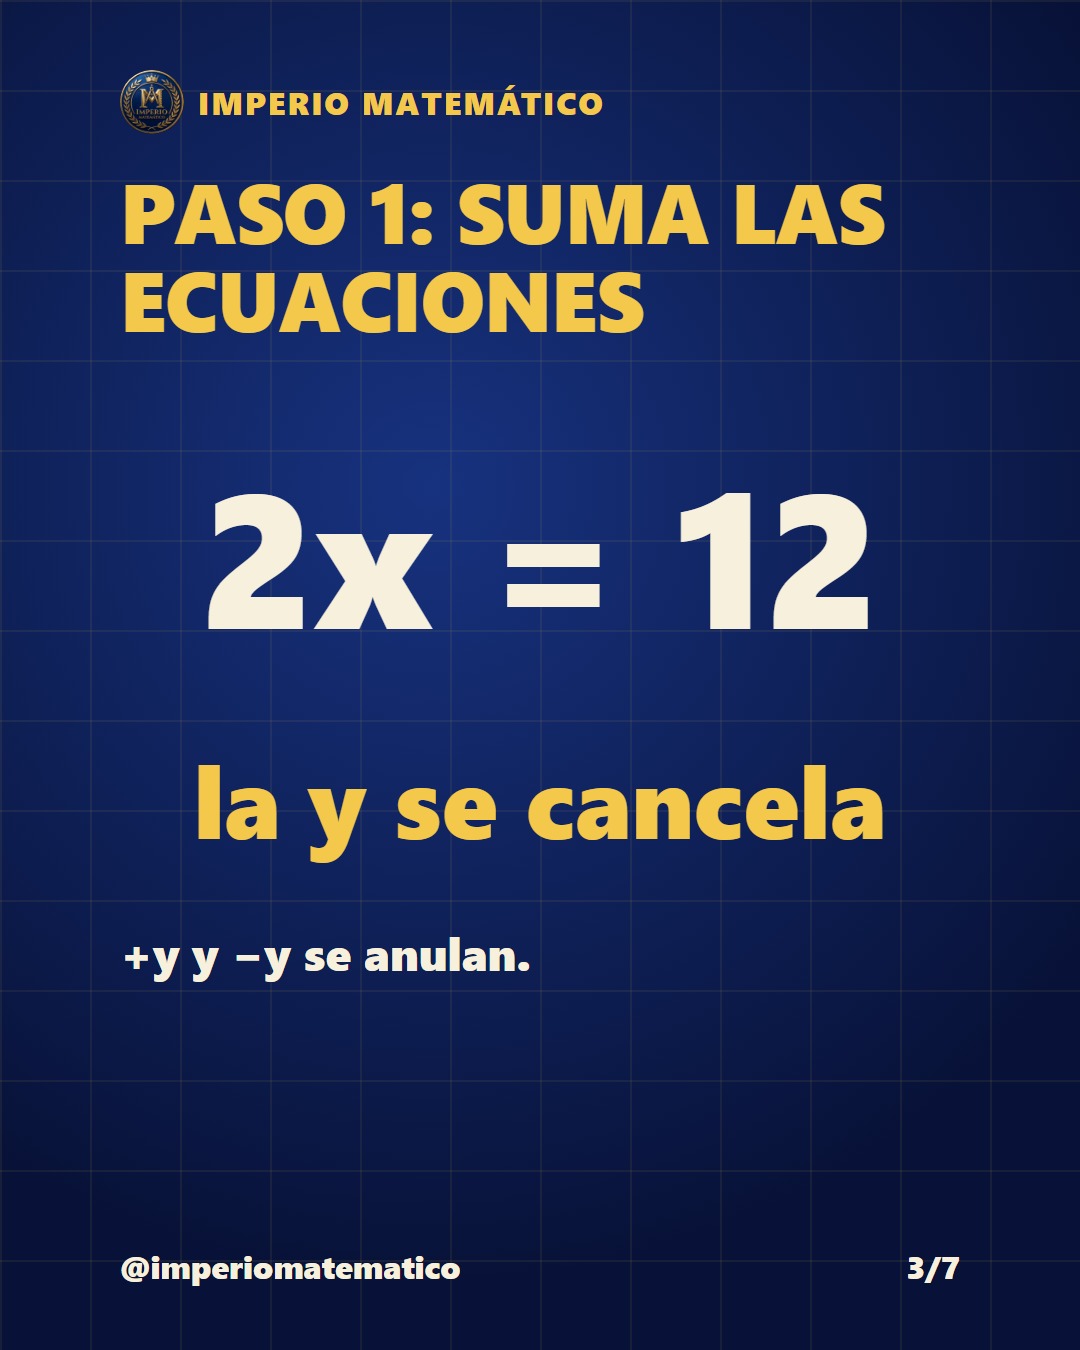 IMPERIO MATEMÁTICO
PASO 1: SUMA LAS
ECUACIONES
2x = 12
la y se cancela
+y y −y se anulan.
@imperiomatematico
3/7